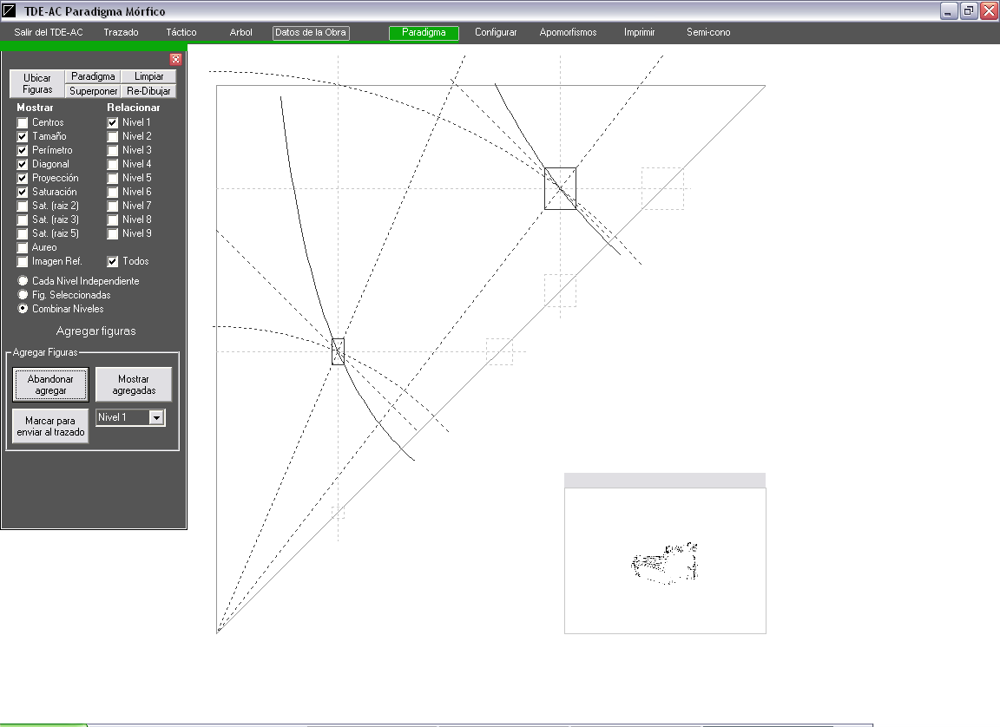 TDE-AC Paradigma Mórfico
Salir del TDE-AC Trazado Táctico Arbol Datos de la Obra Paradigma Configurar Apomorfismos Imprimir Semi-cono
Ubicar Figuras
Paradigma Limpiar
Superponer Re-Dibujar
Mostrar Relacionar
Centros Nivel 1
Tamaño Nivel 2
Perímetro Nivel 3
Diagonal Nivel 4
Proyección Nivel 5
Saturación Nivel 6
Sat. (raiz 2) Nivel 7
Sat. (raiz 3) Nivel 8
Sat. (raiz 5) Nivel 9
Aureo
Imagen Ref. Todos
Cada Nivel Independiente
Fig. Seleccionadas
Combinar Niveles
Agregar figuras
Agregar Figuras
Abandonar agregar
Mostrar agregadas
Marcar para enviar al trazado
Nivel 1